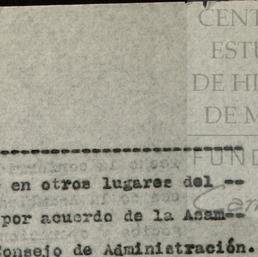 CENT
ESTU
DE HI
DE M
FUND
en otros lugares del --
por acuerdo de la Asam--
Consejo de Administración.